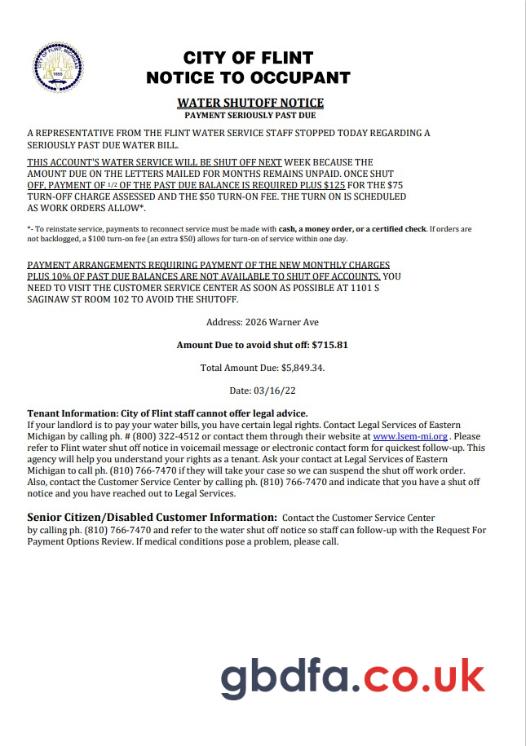 CITY OF FLINT
NOTICE TO OCCUPANT
WATER SHUTOFF NOTICE
PAYMENT SERIOUSLY PAST DUE
A REPRESENTATIVE FROM THE FLINT WATER SERVICE STAFF STOPPED TODAY REGARDING A
SERIOUSLY PAST DUE WATER BILL.
THIS ACCOUNT'S WATER SERVICE WILL BE SHUT OFF NEXT WEEK BECAUSE THE
AMOUNT DUE ON THE LETTERS MAILED FOR MONTHS REMAINS UNPAID. ONCE SHUT
OFF, PAYMENT OF 1/2 OF THE PAST DUE BALANCE IS REQUIRED PLUS $125 FOR THE $75
TURN-OFF CHARGE ASSESSED AND THE $50 TURN-ON FEE. THE TURN ON IS SCHEDULED
AS WORK ORDERS ALLOW*.
*- To reinstate service, payments to reconnect service must be made with cash, a money order, or a certified check. If orders are
not backlogged, a $100 turn-on fee (an extra $50) allows for turn-on of service within one day.
PAYMENT ARRANGEMENTS REQUIRING PAYMENT OF THE NEW MONTHLY CHARGES
PLUS 10% OF PAST DUE BALANCES ARE NOT AVAILABLE TO SHUT OFF ACCOUNTS. YOU
NEED TO VISIT THE CUSTOMER SERVICE CENTER AS SOON AS POSSIBLE AT 1101 S
SAGINAW ST ROOM 102 TO AVOID THE SHUTOFF.
Address: 2026 Warner Ave
Amount Due to avoid shut off: $715.81
Total Amount Due: $5,849.34.
Date: 03/16/22
Tenant Information: City of Flint staff cannot offer legal advice.
If your landlord is to pay your water bills, you have certain legal rights. Contact Legal Services of Eastern
Michigan by calling ph. # (800) 322-4512 or contact them through their website at www.lsem-mi.org. Please
refer to Flint water shut off notice in voicemail message or electronic contact form for quickest follow-up. This
agency will help you understand your rights as a tenant. Ask your contact at Legal Services of Eastern
Michigan to call ph. (810) 766-7470 if they will take your case so we can suspend the shut off work order.
Also, contact the Customer Service Center by calling ph. (810) 766-7470 and indicate that you have a shut off
notice and you have reached out to Legal Services.
Senior Citizen/Disabled Customer Information: Contact the Customer Service Center
by calling ph. (810) 766-7470 and refer to the water shut off notice so staff can follow-up with the Request For
Payment Options Review. If medical conditions pose a problem, please call.
gbdfa.co.uk